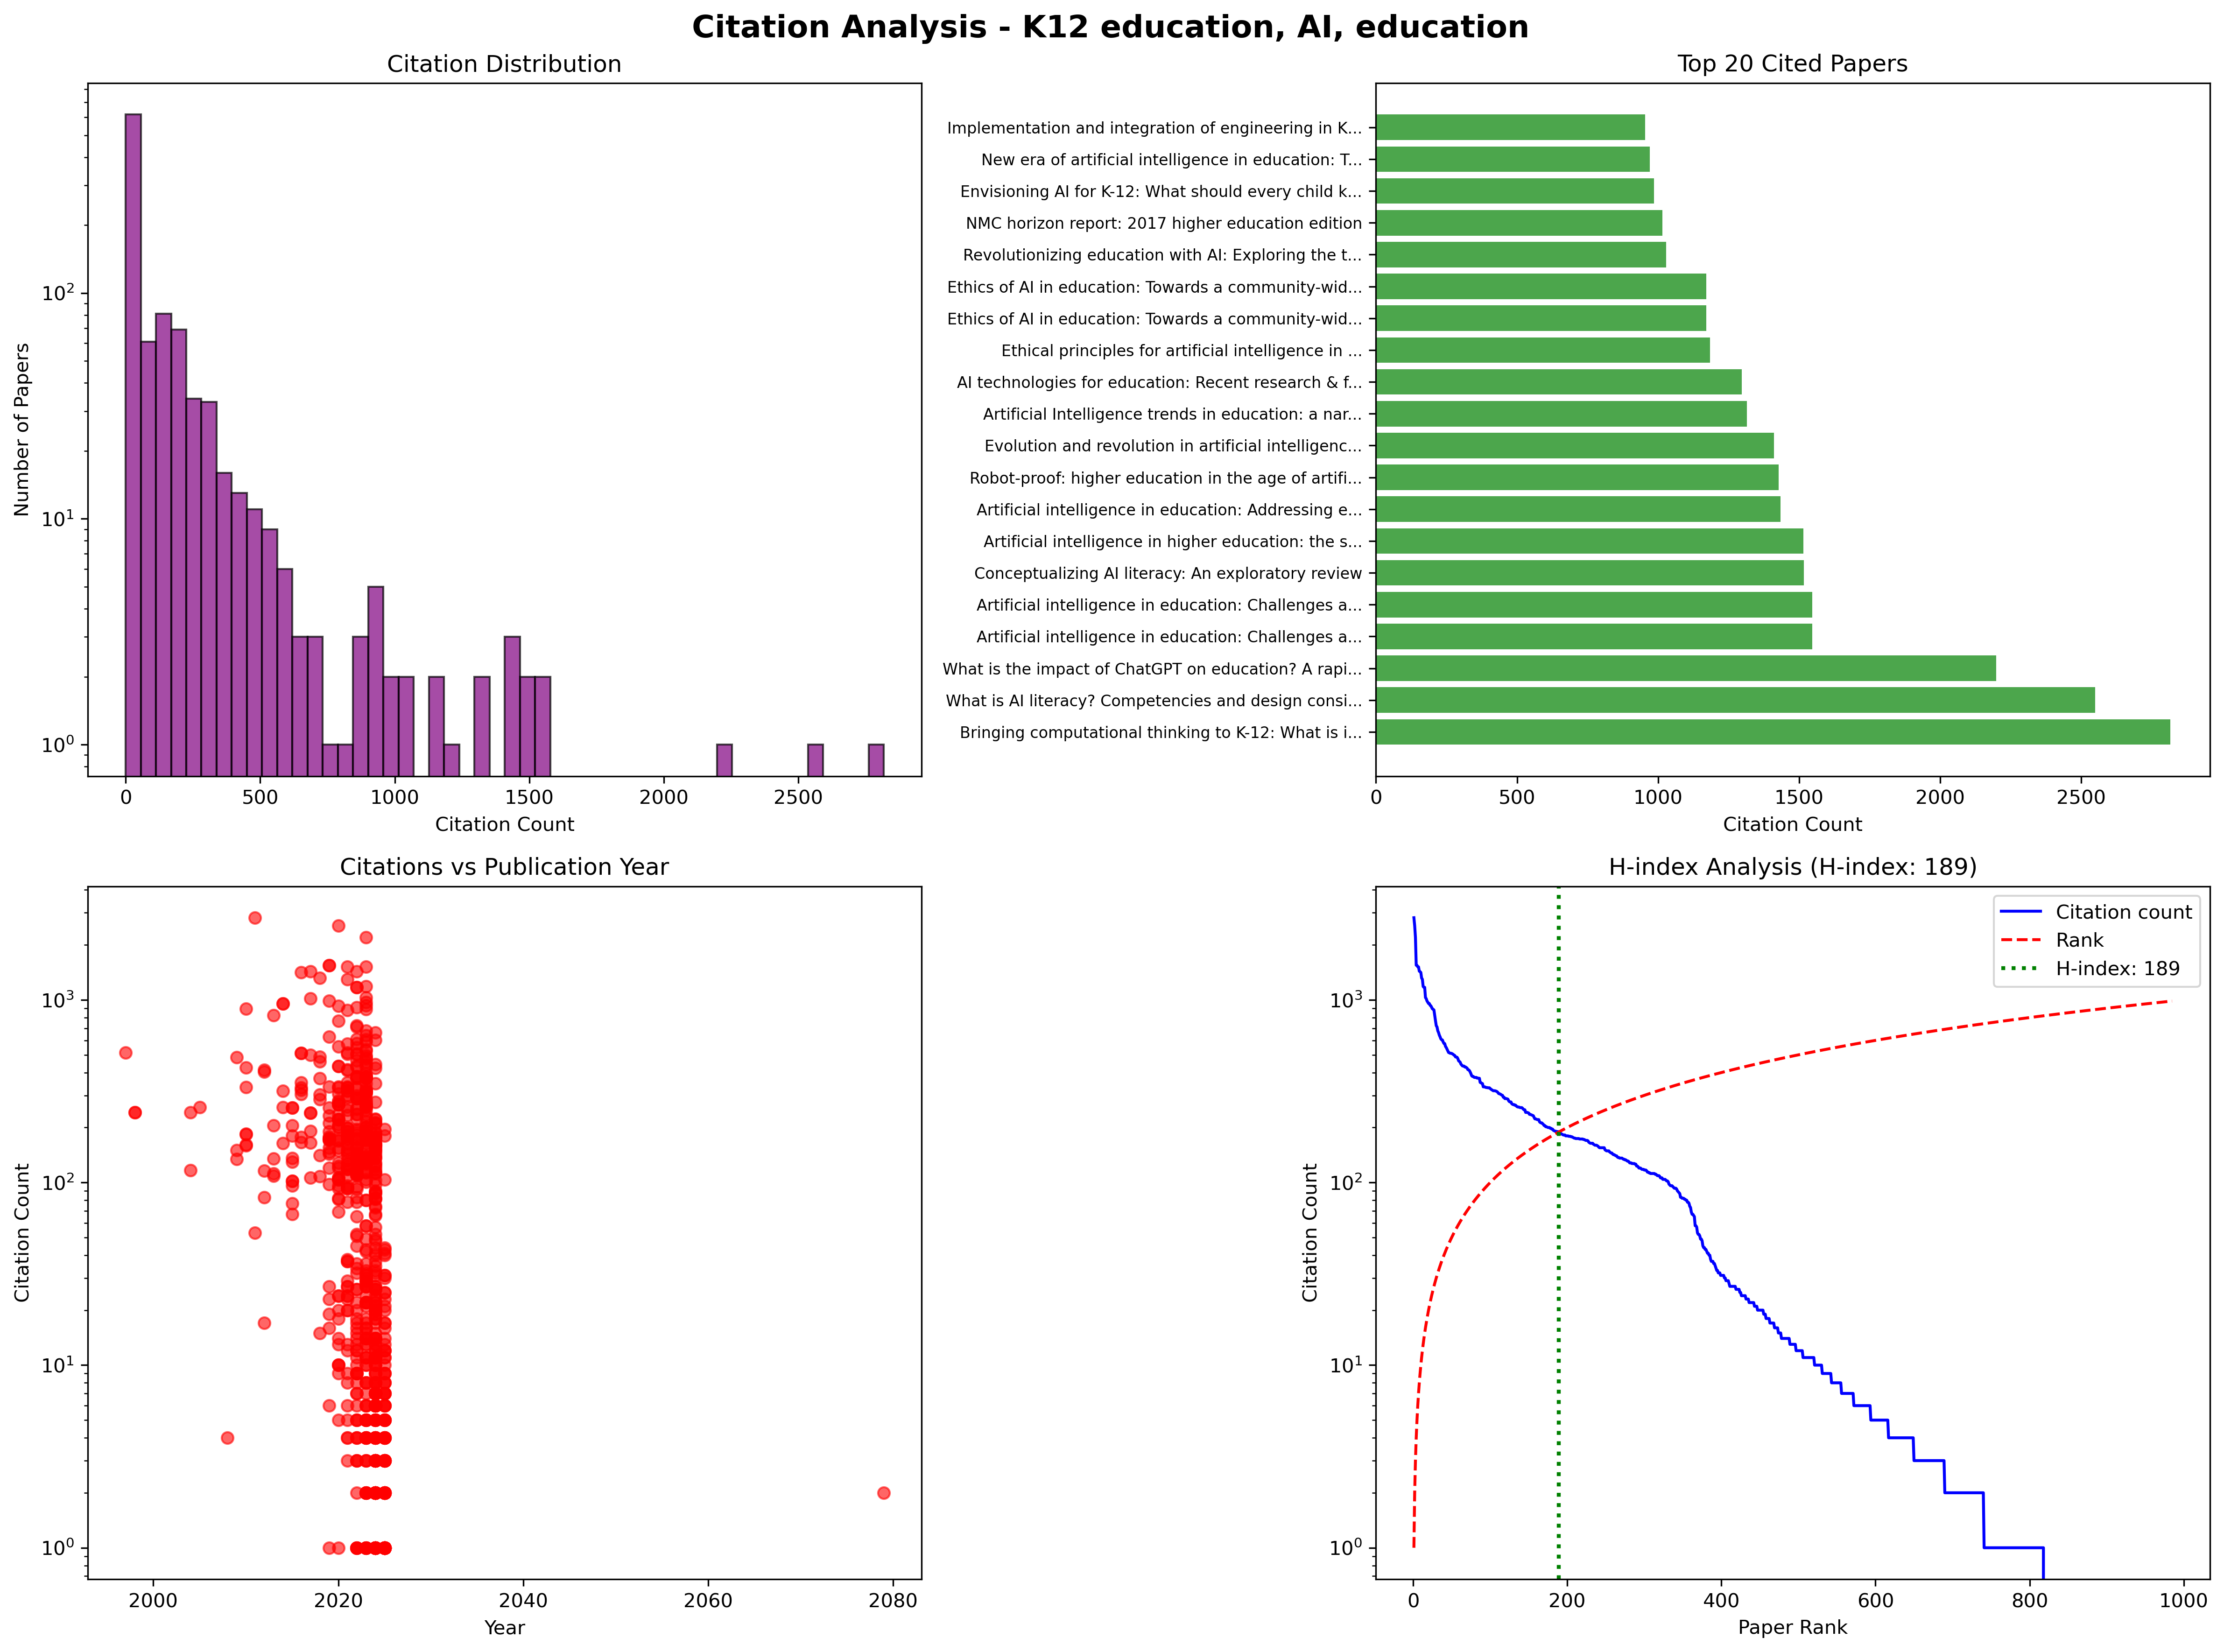 Citation Analysis - K12 education, AI, education
Citation Distribution
Number of Papers
10²
10¹
10⁰
0 500 1000 1500 2000 2500
Citation Count
Top 20 Cited Papers
Implementation and integration of engineering in K...
New era of artificial intelligence in education: T...
Envisioning AI for K-12: What should every child k...
NMC horizon report: 2017 higher education edition
Revolutionizing education with AI: Exploring the t...
Ethics of AI in education: Towards a community-wid...
Ethics of AI in education: Towards a community-wid...
Ethical principles for artificial intelligence in ...
AI technologies for education: Recent research & f...
Artificial Intelligence trends in education: a nar...
Evolution and revolution in artificial intelligenc...
Robot-proof: higher education in the age of artifi...
Artificial intelligence in education: Addressing e...
Artificial intelligence in higher education: the s...
Conceptualizing AI literacy: An exploratory review
Artificial intelligence in education: Challenges a...
Artificial intelligence in education: Challenges a...
What is the impact of ChatGPT on education? A rapi...
What is AI literacy? Competencies and design consi...
Bringing computational thinking to K-12: What is i...
0 500 1000 1500 2000 2500
Citation Count
Citations vs Publication Year
Citation Count
10³
10²
10¹
10⁰
2000 2020 2040 2060 2080
Year
H-index Analysis (H-index: 189)
Citation count
Rank
H-index: 189
Citation Count
10³
10²
10¹
10⁰
0 200 400 600 800 1000
Paper Rank